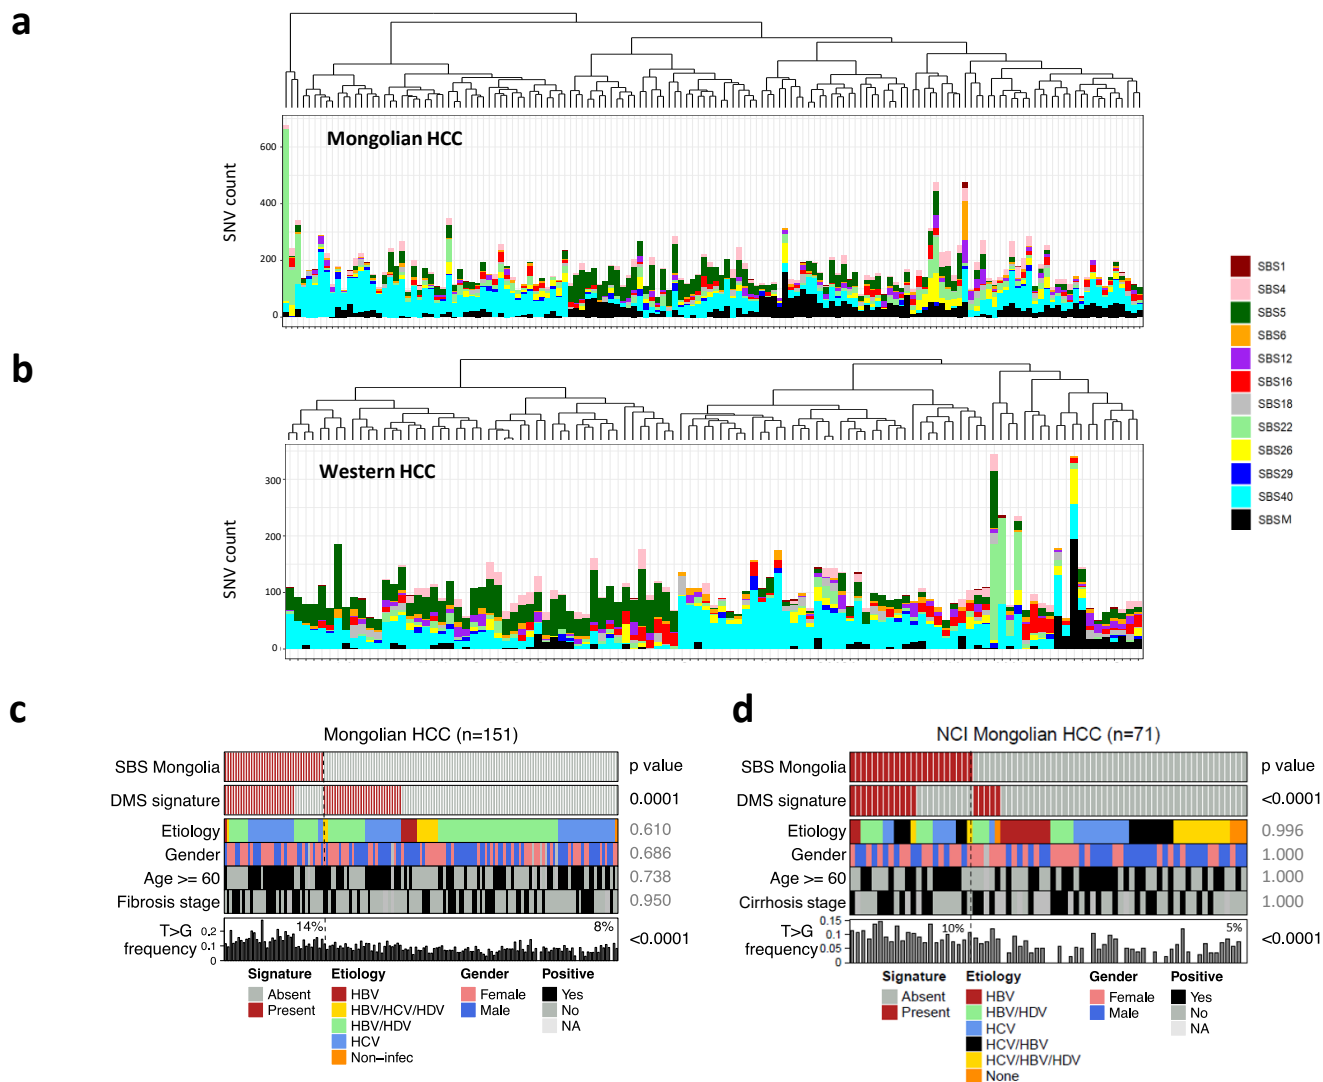 a
Mongolian HCC
SNV count
600
400
200
0
b
Western HCC
SNV count
300
200
100
0
SBS1
SBS4
SBS5
SBS6
SBS12
SBS16
SBS18
SBS22
SBS26
SBS29
SBS40
SBSM
c
Mongolian HCC (n=151)
SBS Mongolia
p value
DMS signature
0.0001
Etiology
0.610
Gender
0.686
Age >= 60
0.738
Fibrosis stage
0.950
T>G
frequency
0.2
0.1
0
14%
8%
<0.0001
Signature
Absent
Present
Etiology
HBV
HBV/HCV/HDV
HBV/HDV
HCV
Non-infec
Gender
Female
Male
Positive
Yes
No
NA
d
NCI Mongolian HCC (n=71)
SBS Mongolia
p value
DMS signature
<0.0001
Etiology
0.996
Gender
1.000
Age >= 60
1.000
Cirrhosis stage
1.000
T>G
frequency
0.15
0.1
0.05
0
10%
5%
<0.0001
Signature
Absent
Present
Etiology
HBV
HBV/HDV
HCV
HCV/HBV
HCV/HBV/HDV
None
Gender
Female
Male
Positive
Yes
No
NA